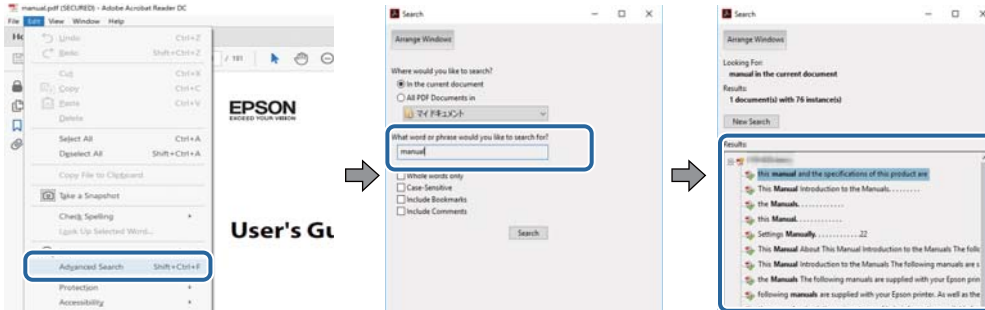 manual.pdf (SECURED) - Adobe Acrobat Reader DC
File Edit View Window Help
Undo Ctrl+Z
Redo Shift+Ctrl+Z
Cut Ctrl+X
Copy Ctrl+C
Paste Ctrl+V
Delete
Select All Ctrl+A
Deselect All Shift+Ctrl+A
Copy File to Clipboard
Take a Snapshot
Check Spelling
Look Up Selected Word...
Advanced Search Shift+Ctrl+F
Protection
Accessibility
/ 181
EPSON
EXCEED YOUR VISION
User's Gu
Search
Arrange Windows
Where would you like to search?
In the current document
All PDF Documents in
マイ ドキュメント
What word or phrase would you like to search for?
manual
Whole words only
Case-Sensitive
Include Bookmarks
Include Comments
Search
Search
Arrange Windows
Looking For:
manual in the current document
Results:
1 document(s) with 76 instance(s)
New Search
Results:
this manual and the specifications of this product are
This Manual Introduction to the Manuals. . . . . . . . .
the Manuals. . . . . . . . . . . . .
this Manual. . . . . . . . . . . . .
Settings Manually. . . . . . . . . . . . .22
This Manual About This Manual Introduction to the Manuals The follo
This Manual Introduction to the Manuals The following manuals are s
the Manuals The following manuals are supplied with your Epson prin
following manuals are supplied with your Epson printer. As well as the